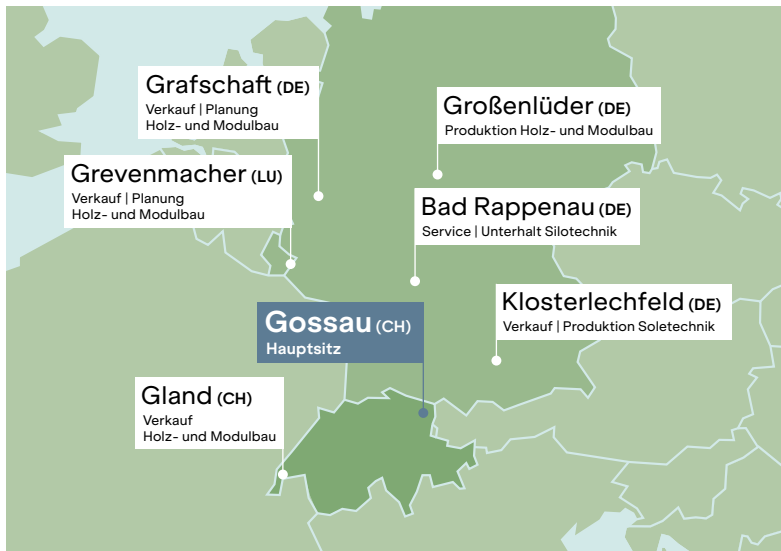 Grafschaft (DE)
Verkauf | Planung
Holz- und Modulbau
Großenlüder (DE)
Produktion Holz- und Modulbau
Grevenmacher (LU)
Verkauf | Planung
Holz- und Modulbau
Bad Rappenau (DE)
Service | Unterhalt Silotechnik
Klosterlechfeld (DE)
Verkauf | Produktion Soletechnik
Gossau (CH)
Hauptsitz
Gland (CH)
Verkauf
Holz- und Modulbau